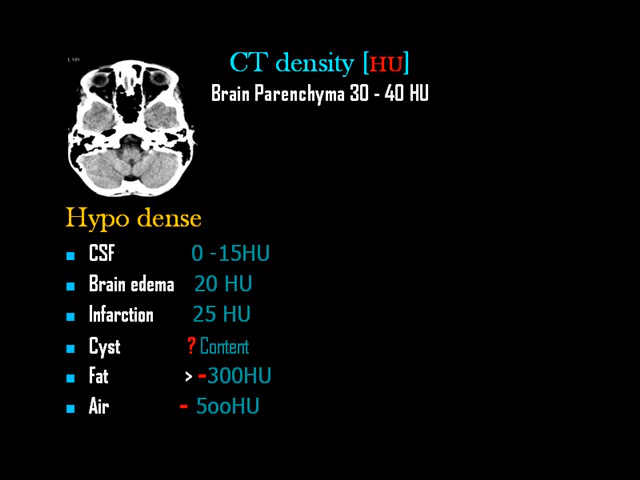 CT density [HU]
Brain Parenchyma 30 - 40 HU
Hypo dense
CSF 0 -15HU
Brain edema 20 HU
Infarction 25 HU
Cyst ? Content
Fat > -300HU
Air - 5ooHU